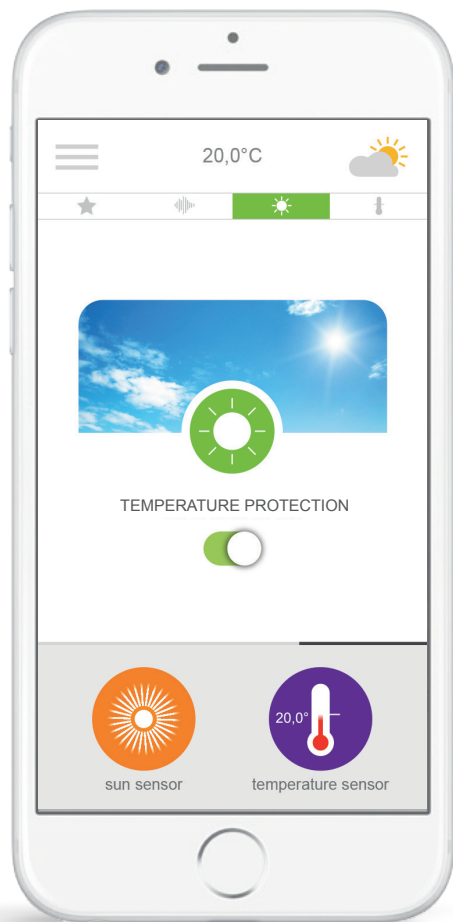 20,0°C
TEMPERATURE PROTECTION
20,0°
sun sensor
temperature sensor